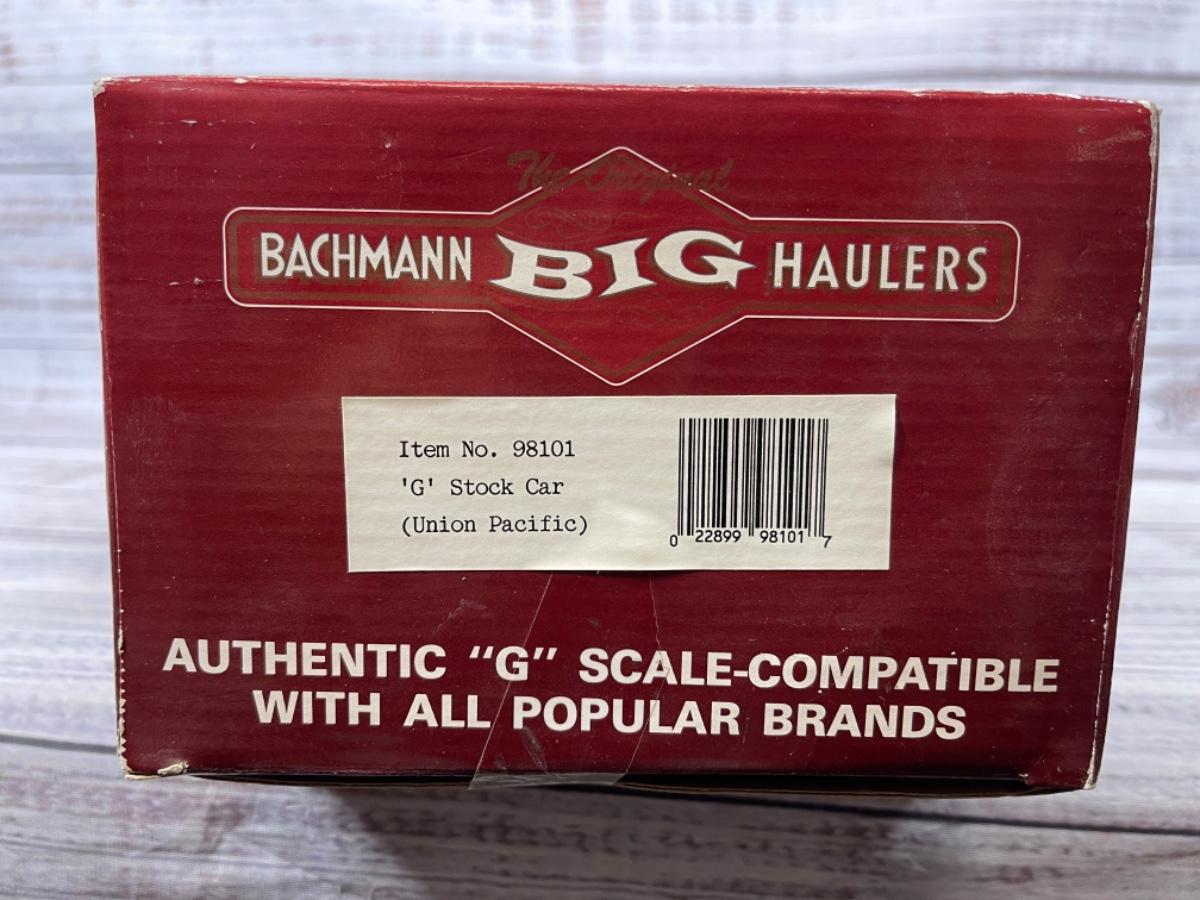 The Original
BACHMANN BIG HAULERS
Item No. 98101
'G' Stock Car
(Union Pacific)
0 22899 98101 7
AUTHENTIC “G” SCALE-COMPATIBLE
WITH ALL POPULAR BRANDS